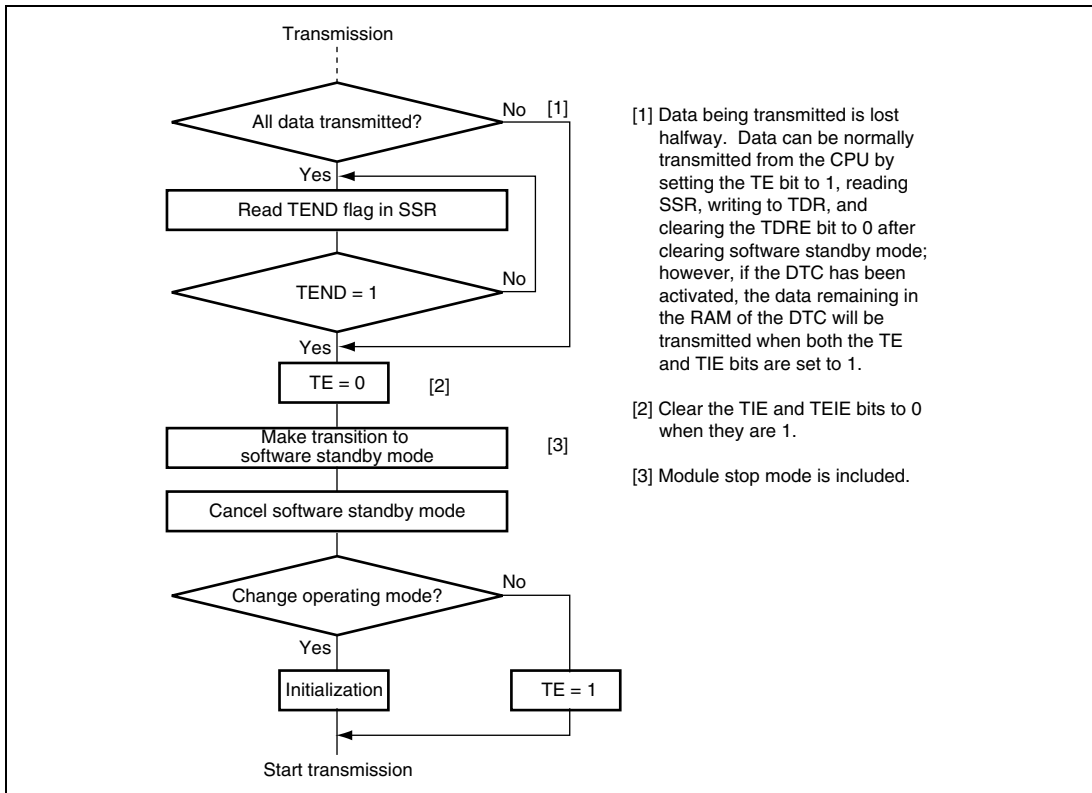 Transmission
All data transmitted?
No
[1]
Yes
Read TEND flag in SSR
TEND = 1
No
Yes
TE = 0
[2]
Make transition to
software standby mode
[3]
Cancel software standby mode
Change operating mode?
No
Yes
Initialization
TE = 1
Start transmission
[1] Data being transmitted is lost
halfway. Data can be normally
transmitted from the CPU by
setting the TE bit to 1, reading
SSR, writing to TDR, and
clearing the TDRE bit to 0 after
clearing software standby mode;
however, if the DTC has been
activated, the data remaining in
the RAM of the DTC will be
transmitted when both the TE
and TIE bits are set to 1.
[2] Clear the TIE and TEIE bits to 0
when they are 1.
[3] Module stop mode is included.